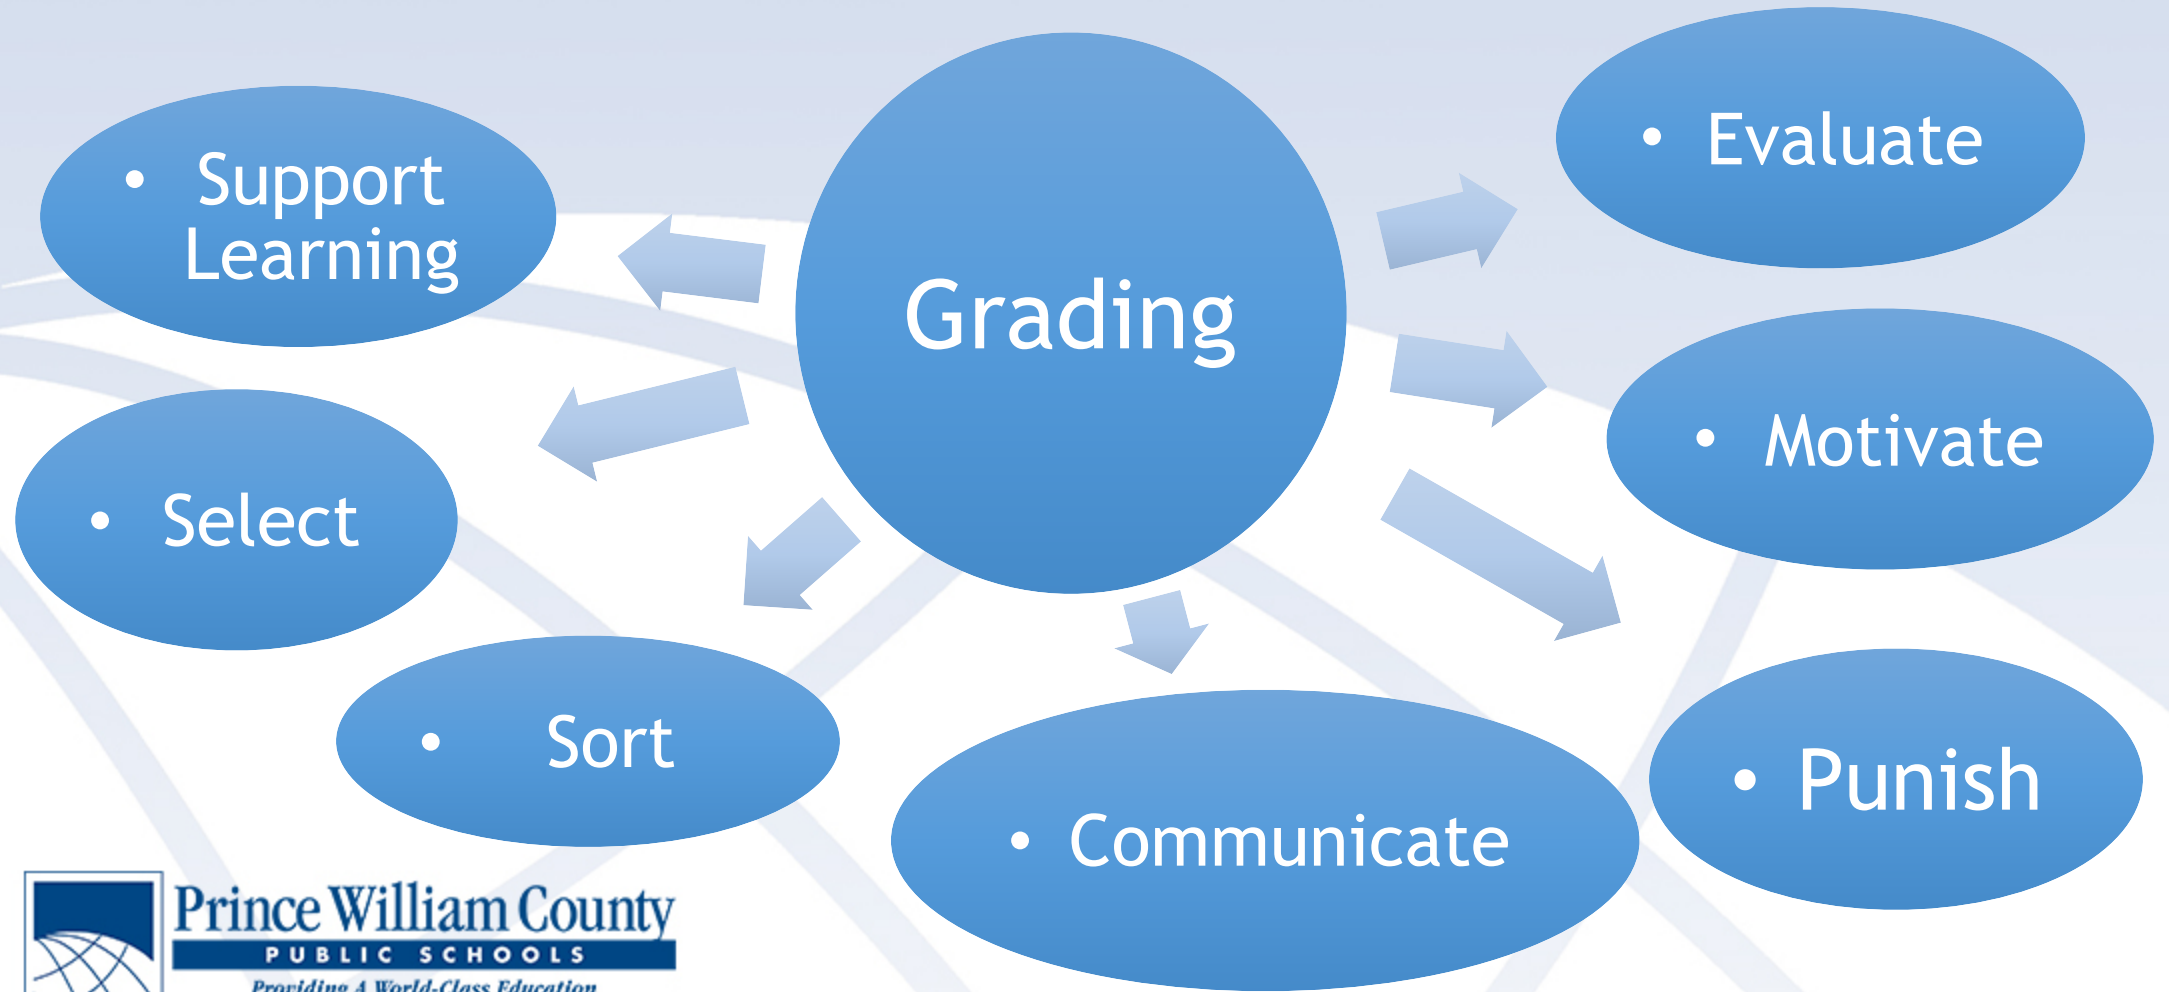 Grading
• Evaluate
• Motivate
• Punish
• Communicate
• Sort
• Select
• Support
Learning
Prince William County
PUBLIC SCHOOLS
Providing A World-Class Education